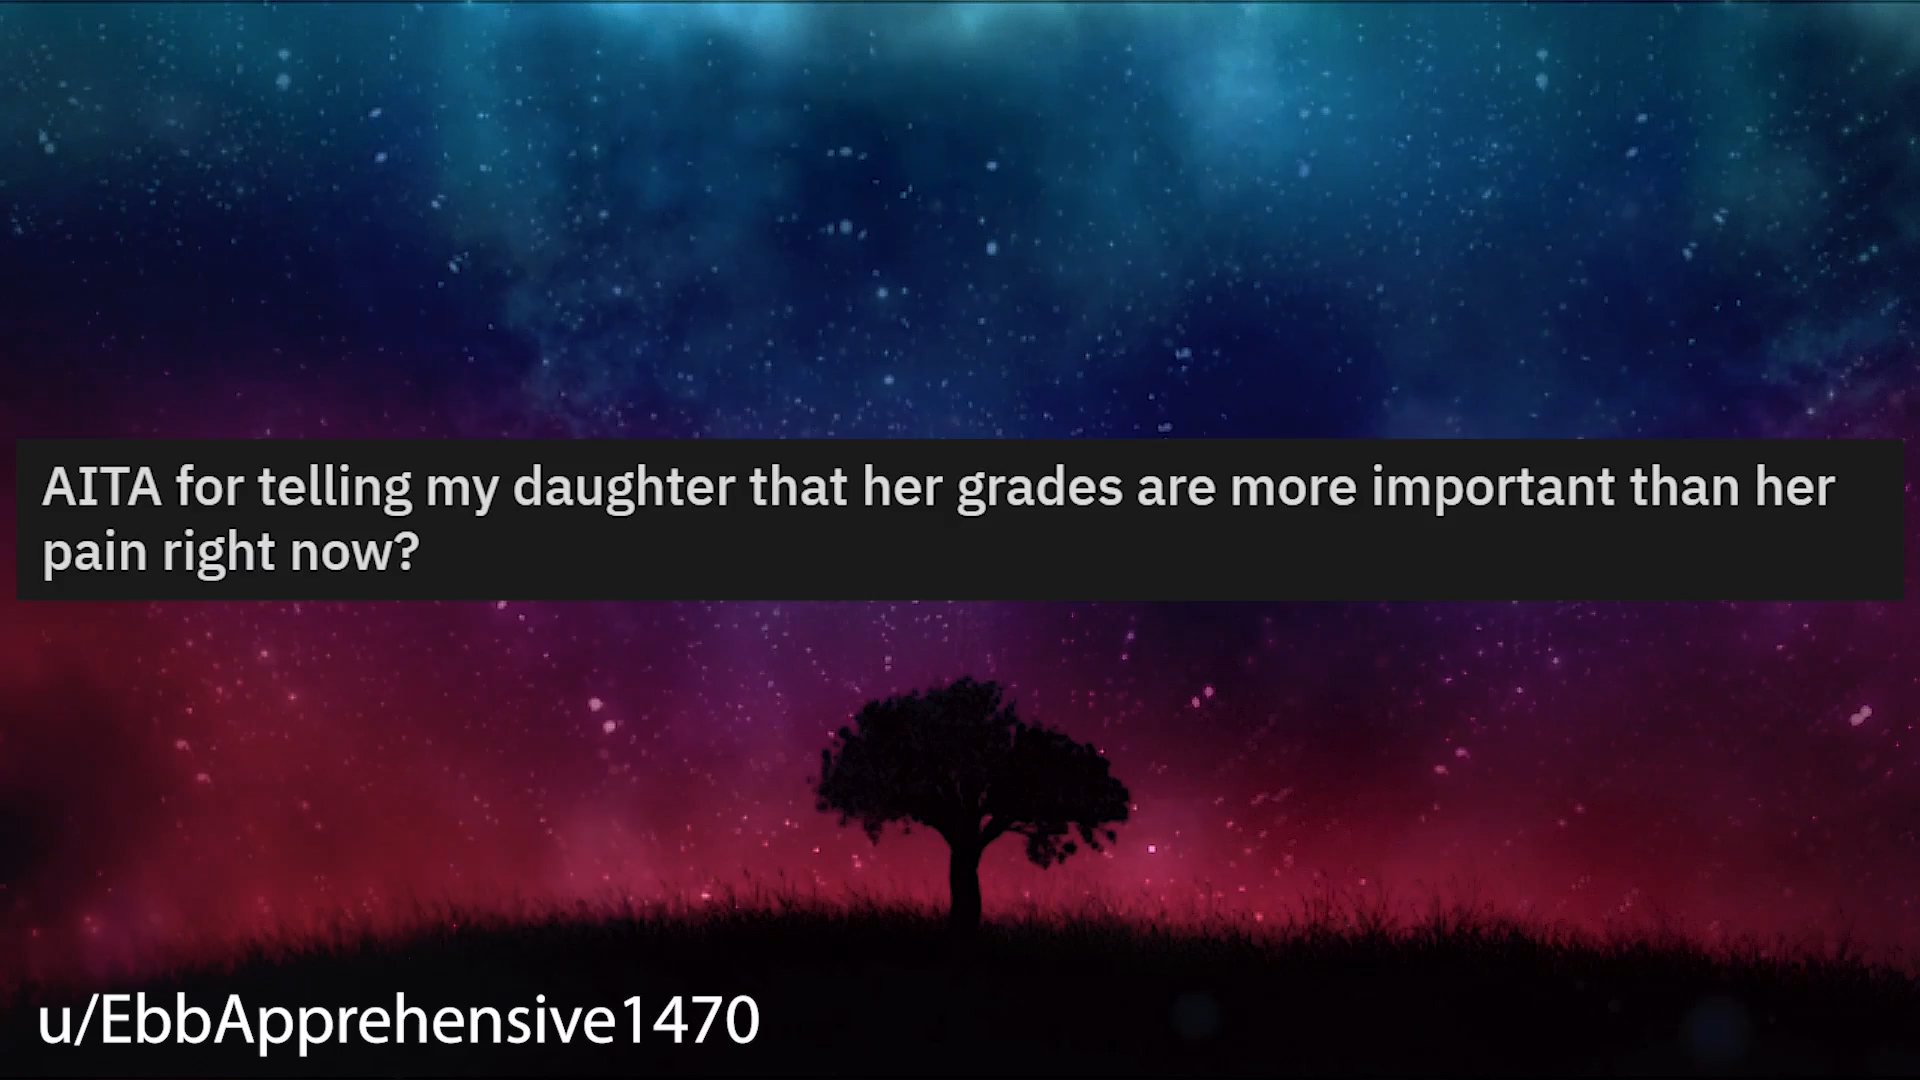 AITA for telling my daughter that her grades are more important than her
pain right now?
u/EbbApprehensive1470